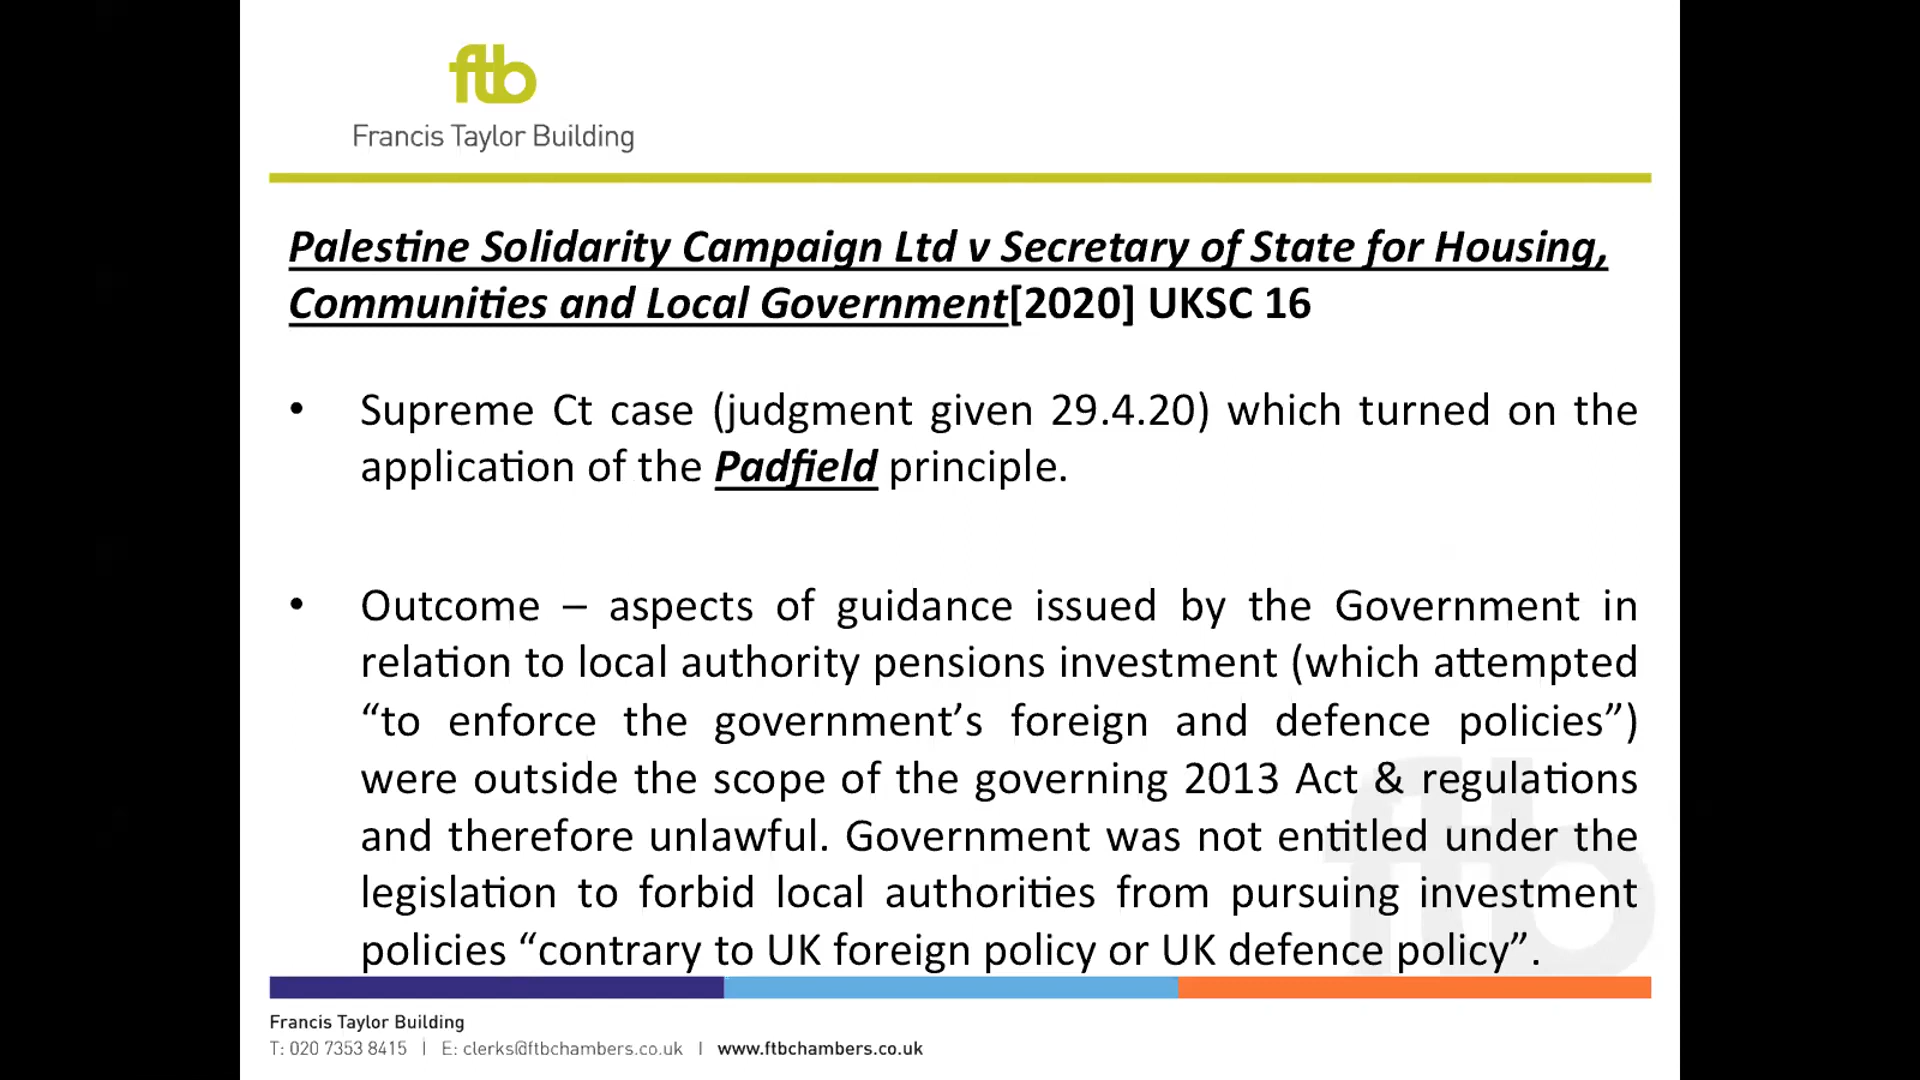 ftb
Francis Taylor Building
Palestine Solidarity Campaign Ltd v Secretary of State for Housing,
Communities and Local Government[2020] UKSC 16
• Supreme Ct case (judgment given 29.4.20) which turned on the
application of the Padfield principle.
• Outcome – aspects of guidance issued by the Government in
relation to local authority pensions investment (which attempted
“to enforce the government’s foreign and defence policies”)
were outside the scope of the governing 2013 Act & regulations
and therefore unlawful. Government was not entitled under the
legislation to forbid local authorities from pursuing investment
policies “contrary to UK foreign policy or UK defence policy”.
ftb
Francis Taylor Building
T: 020 7353 8415 | E: clerks@ftbchambers.co.uk | www.ftbchambers.co.uk